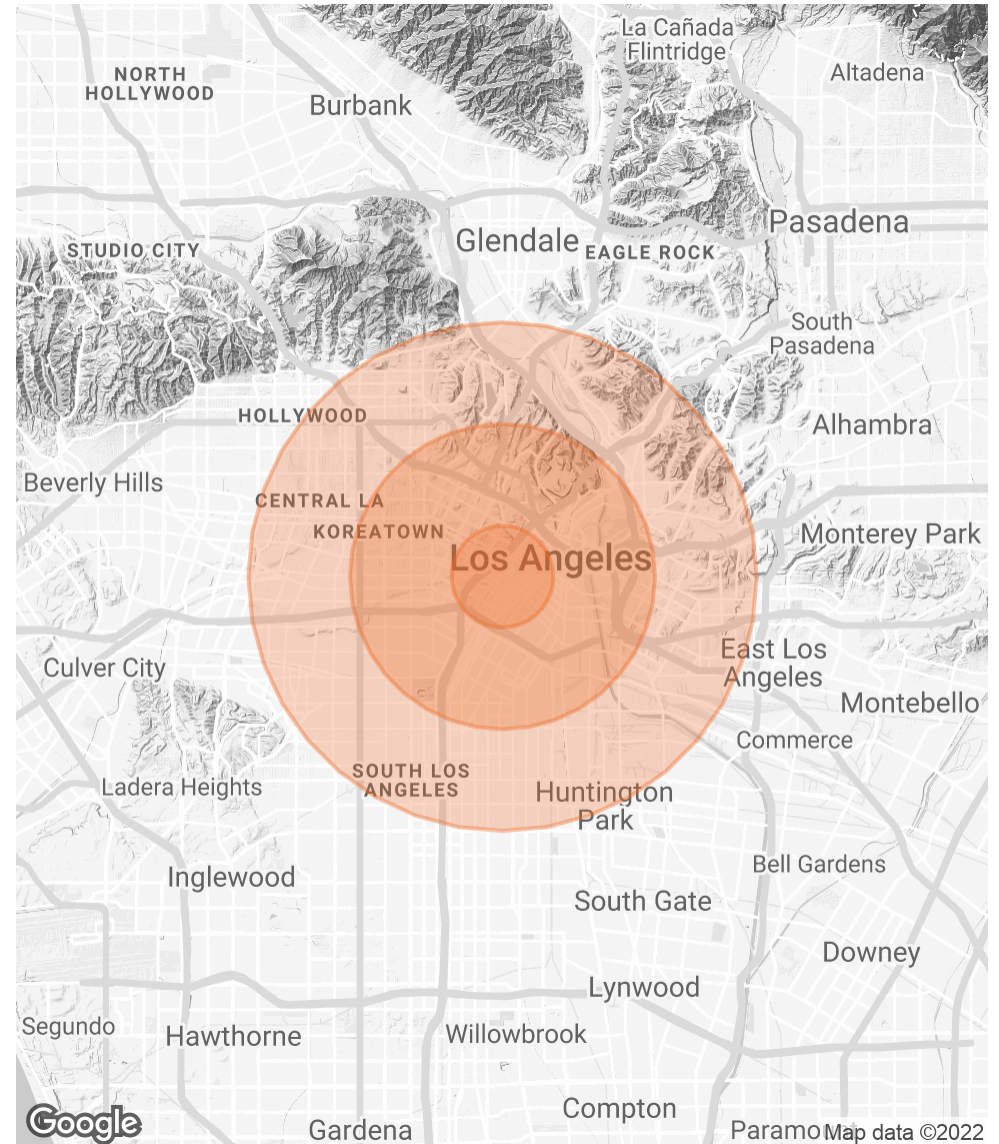 La Cañada
Flintridge
Altadena
NORTH
HOLLYWOOD
Burbank
Pasadena
Glendale
EAGLE ROCK
STUDIO CITY
South
Pasadena
HOLLYWOOD
Alhambra
Beverly Hills
CENTRAL LA
KOREATOWN
Monterey Park
Los Angeles
East Los
Angeles
Culver City
Montebello
Commerce
SOUTH LOS
ANGELES
Ladera Heights
Huntington
Park
Bell Gardens
Inglewood
South Gate
Downey
Lynwood
Segundo
Hawthorne
Willowbrook
Compton
Google
Gardena
Map data ©2022